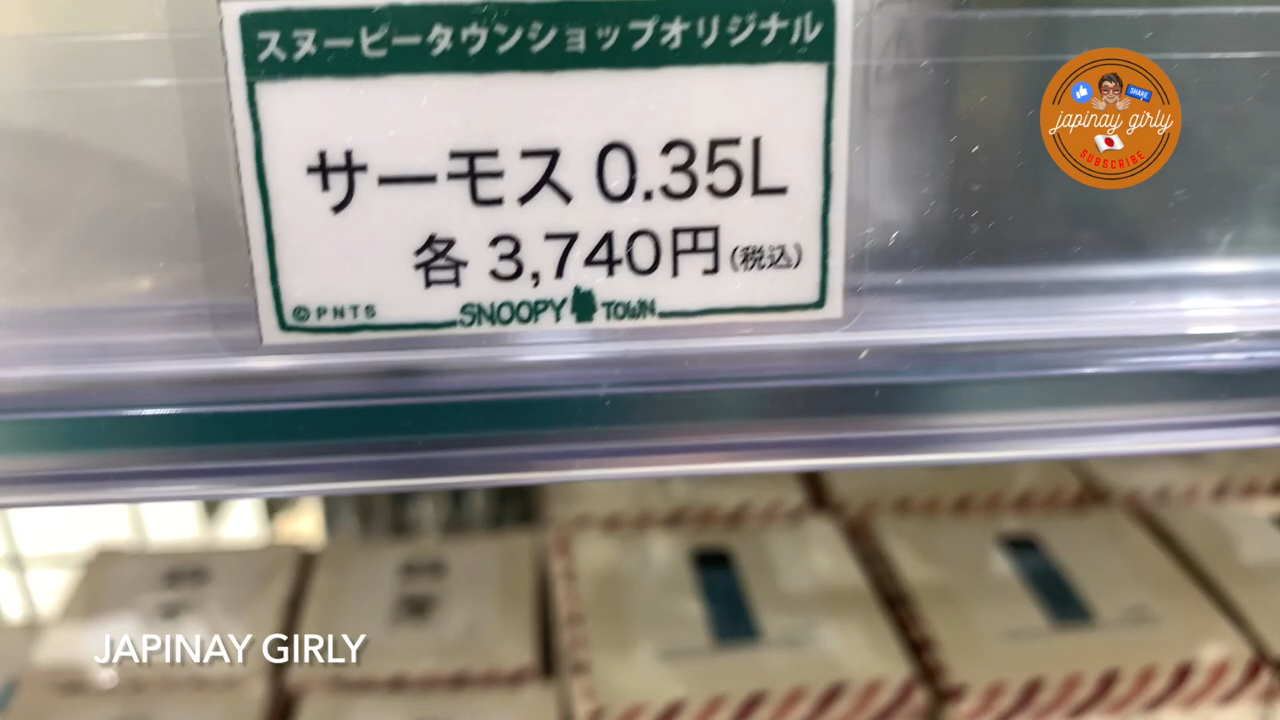 スヌーピータウンショップオリジナル
サーモス 0.35L
各 3,740円(税込)
©PNTS SNOOPY TOWN
SHARE
japinay girly
SUBSCRIBE
JAPINAY GIRLY